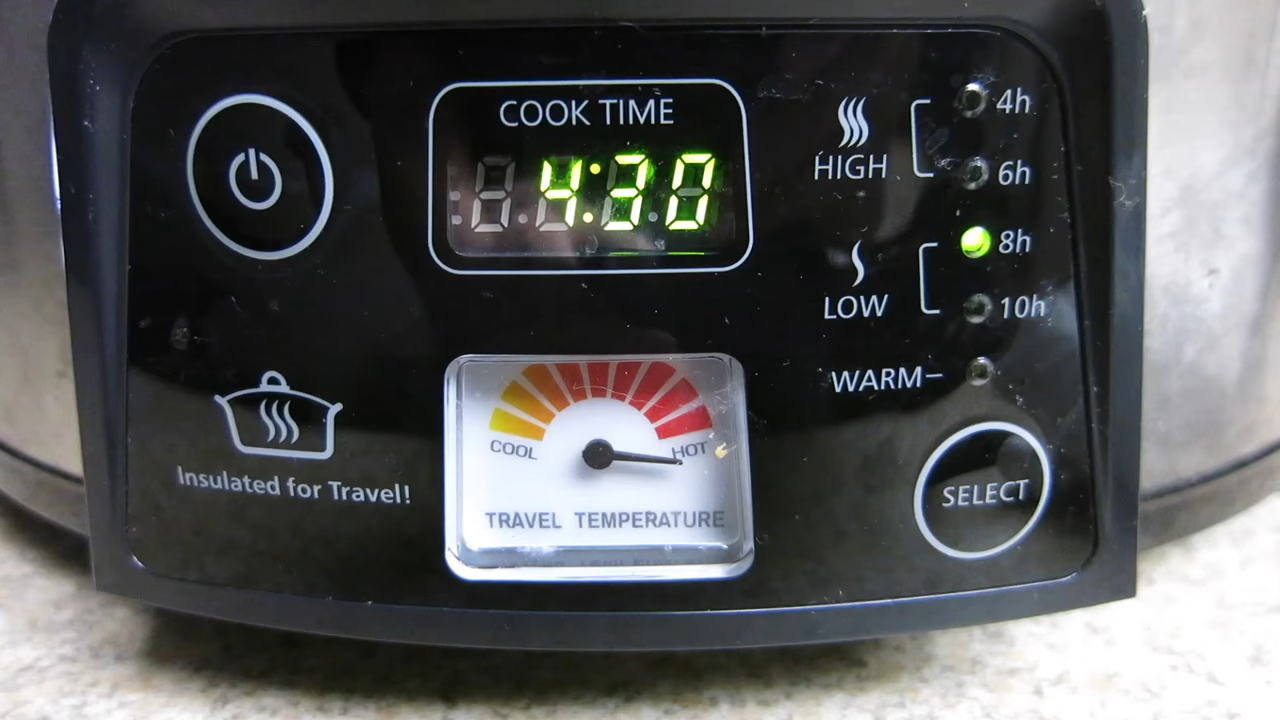 COOK TIME
4:30
HIGH
4h
6h
LOW
8h
10h
WARM
SELECT
Insulated for Travel!
COOL
HOT
TRAVEL TEMPERATURE